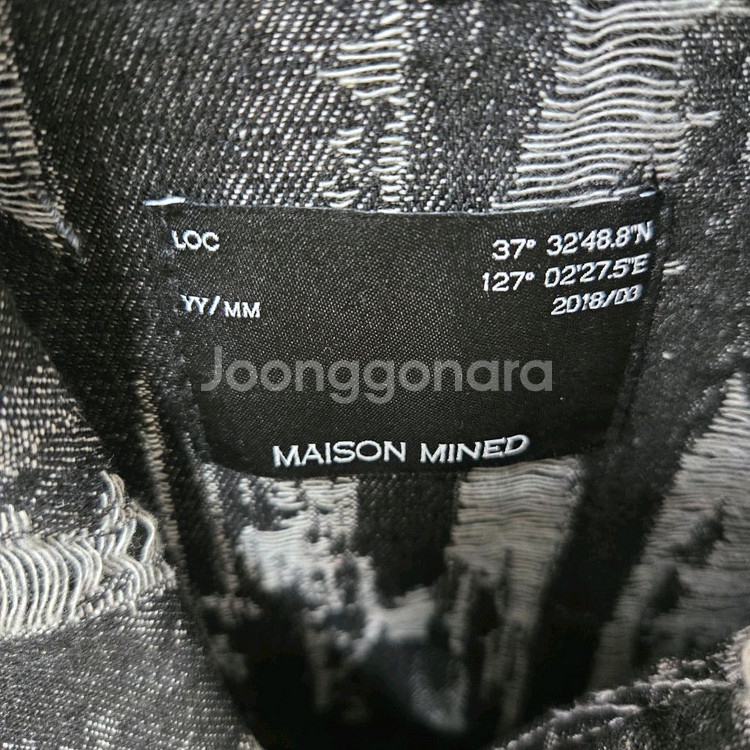 LOC
37° 32'48.8"N
127° 02'27.5"E
YY/MM
2018/03
Joonggonara
MAISON MINED